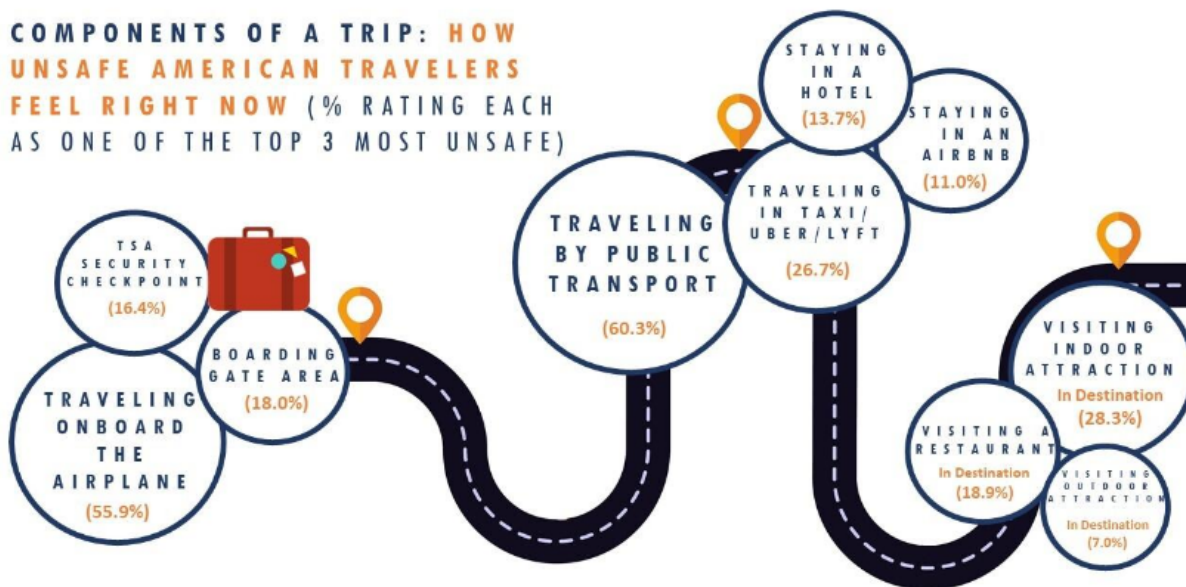 COMPONENTS OF A TRIP: HOW
UNSAFE AMERICAN TRAVELERS
FEEL RIGHT NOW (% RATING EACH
AS ONE OF THE TOP 3 MOST UNSAFE)
TSA
SECURITY
CHECKPOINT
(16.4%)
BOARDING
GATE AREA
(18.0%)
TRAVELING
ONBOARD
THE
AIRPLANE
(55.9%)
TRAVELING
BY PUBLIC
TRANSPORT
(60.3%)
STAYING
IN A
HOTEL
(13.7%)
STAYING
IN AN
AIRBNB
(11.0%)
TRAVELING
IN TAXI/
UBER/LYFT
(26.7%)
VISITING
INDOOR
ATTRACTION
In Destination
(28.3%)
VISITING A
RESTAURANT
In Destination
(18.9%)
VISITING
OUTDOOR
ATTRACTION
In Destination
(7.0%)